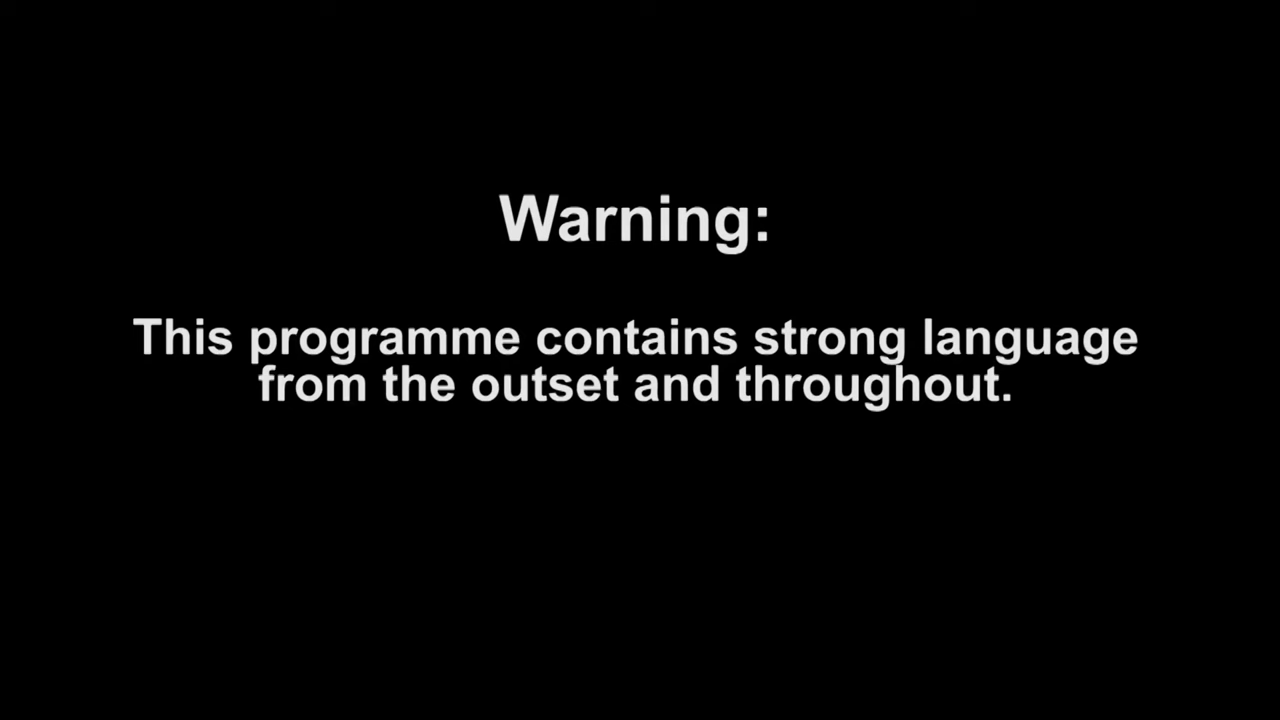 Warning:
This programme contains strong language
from the outset and throughout.